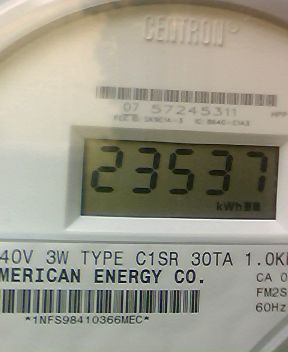 CENTRON®
07 57245311
23537
kWh
40V 3W TYPE C1SR 30TA 1.0K
MERICAN ENERGY CO.
CA 0
FM2S
60Hz
*1NFS98410366MEC*